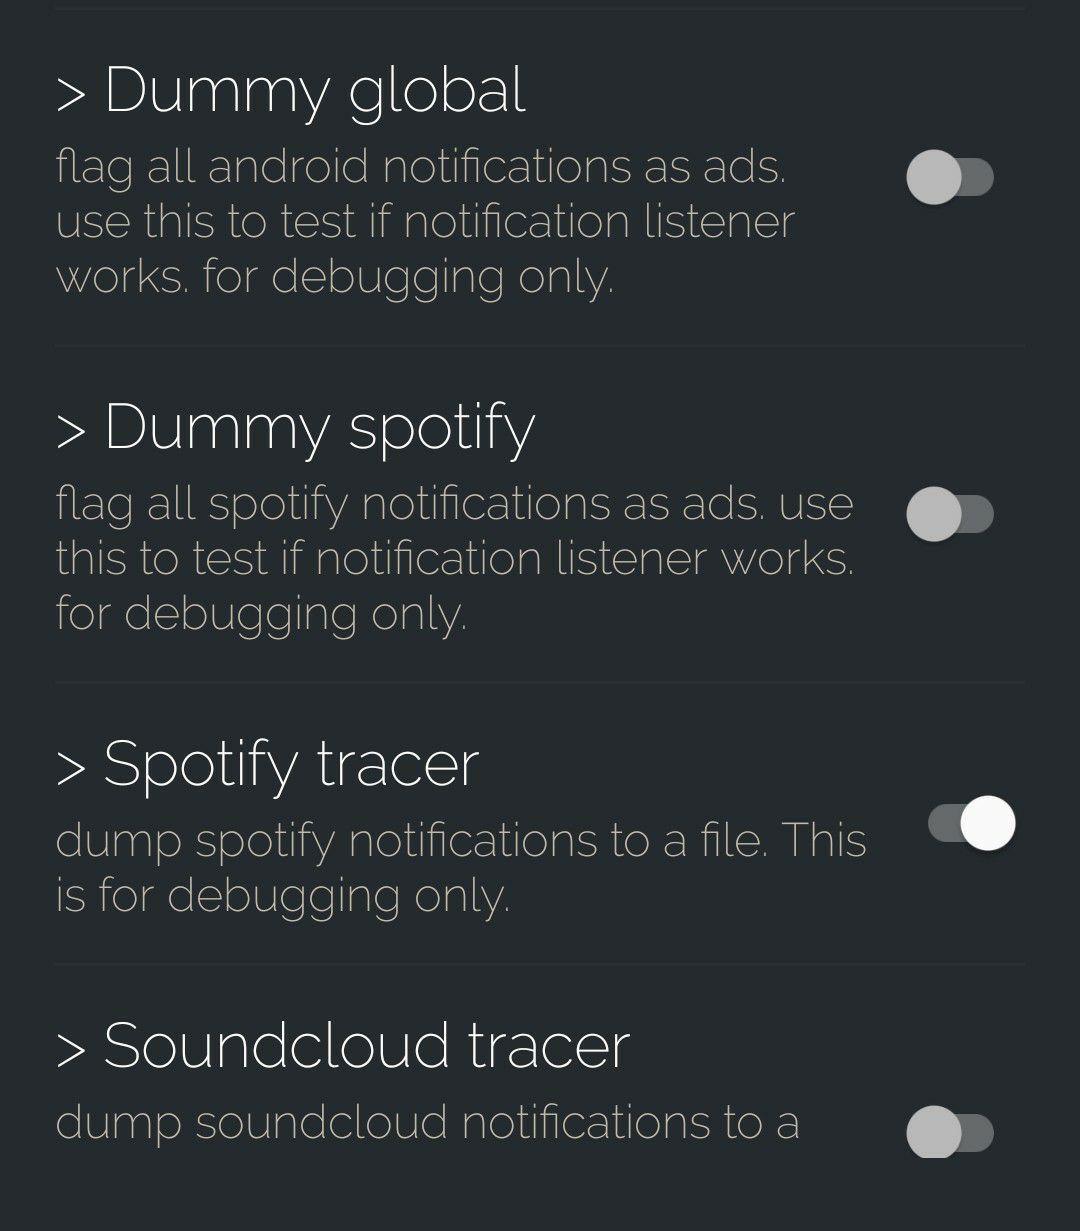 > Dummy global
flag all android notifications as ads.
use this to test if notification listener
works. for debugging only.
> Dummy spotify
flag all spotify notifications as ads. use
this to test if notification listener works.
for debugging only.
> Spotify tracer
dump spotify notifications to a file. This
is for debugging only.
> Soundcloud tracer
dump soundcloud notifications to a